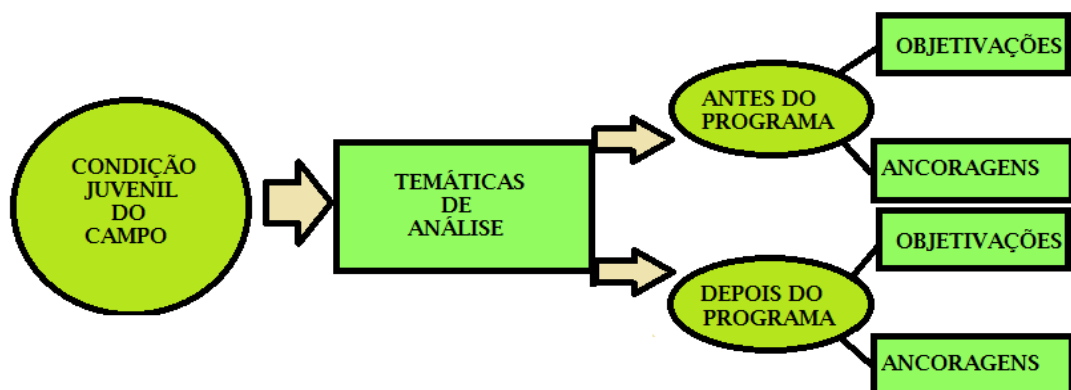 CONDIÇÃO
JUVENIL
DO
CAMPO
TEMÁTICAS
DE
ANÁLISE
ANTES DO
PROGRAMA
OBJETIVAÇÕES
ANCORAGENS
DEPOIS DO
PROGRAMA
OBJETIVAÇÕES
ANCORAGENS